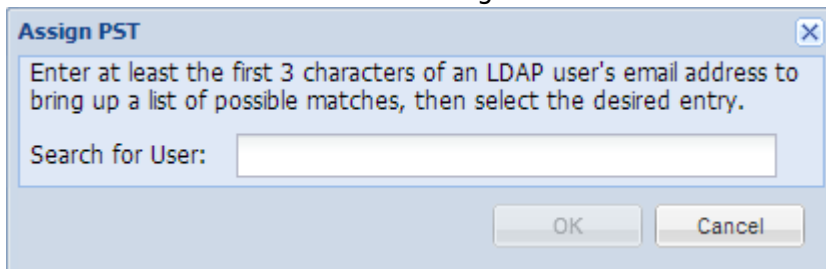 Assign PST
Enter at least the first 3 characters of an LDAP user's email address to
bring up a list of possible matches, then select the desired entry.
Search for User:
OK
Cancel